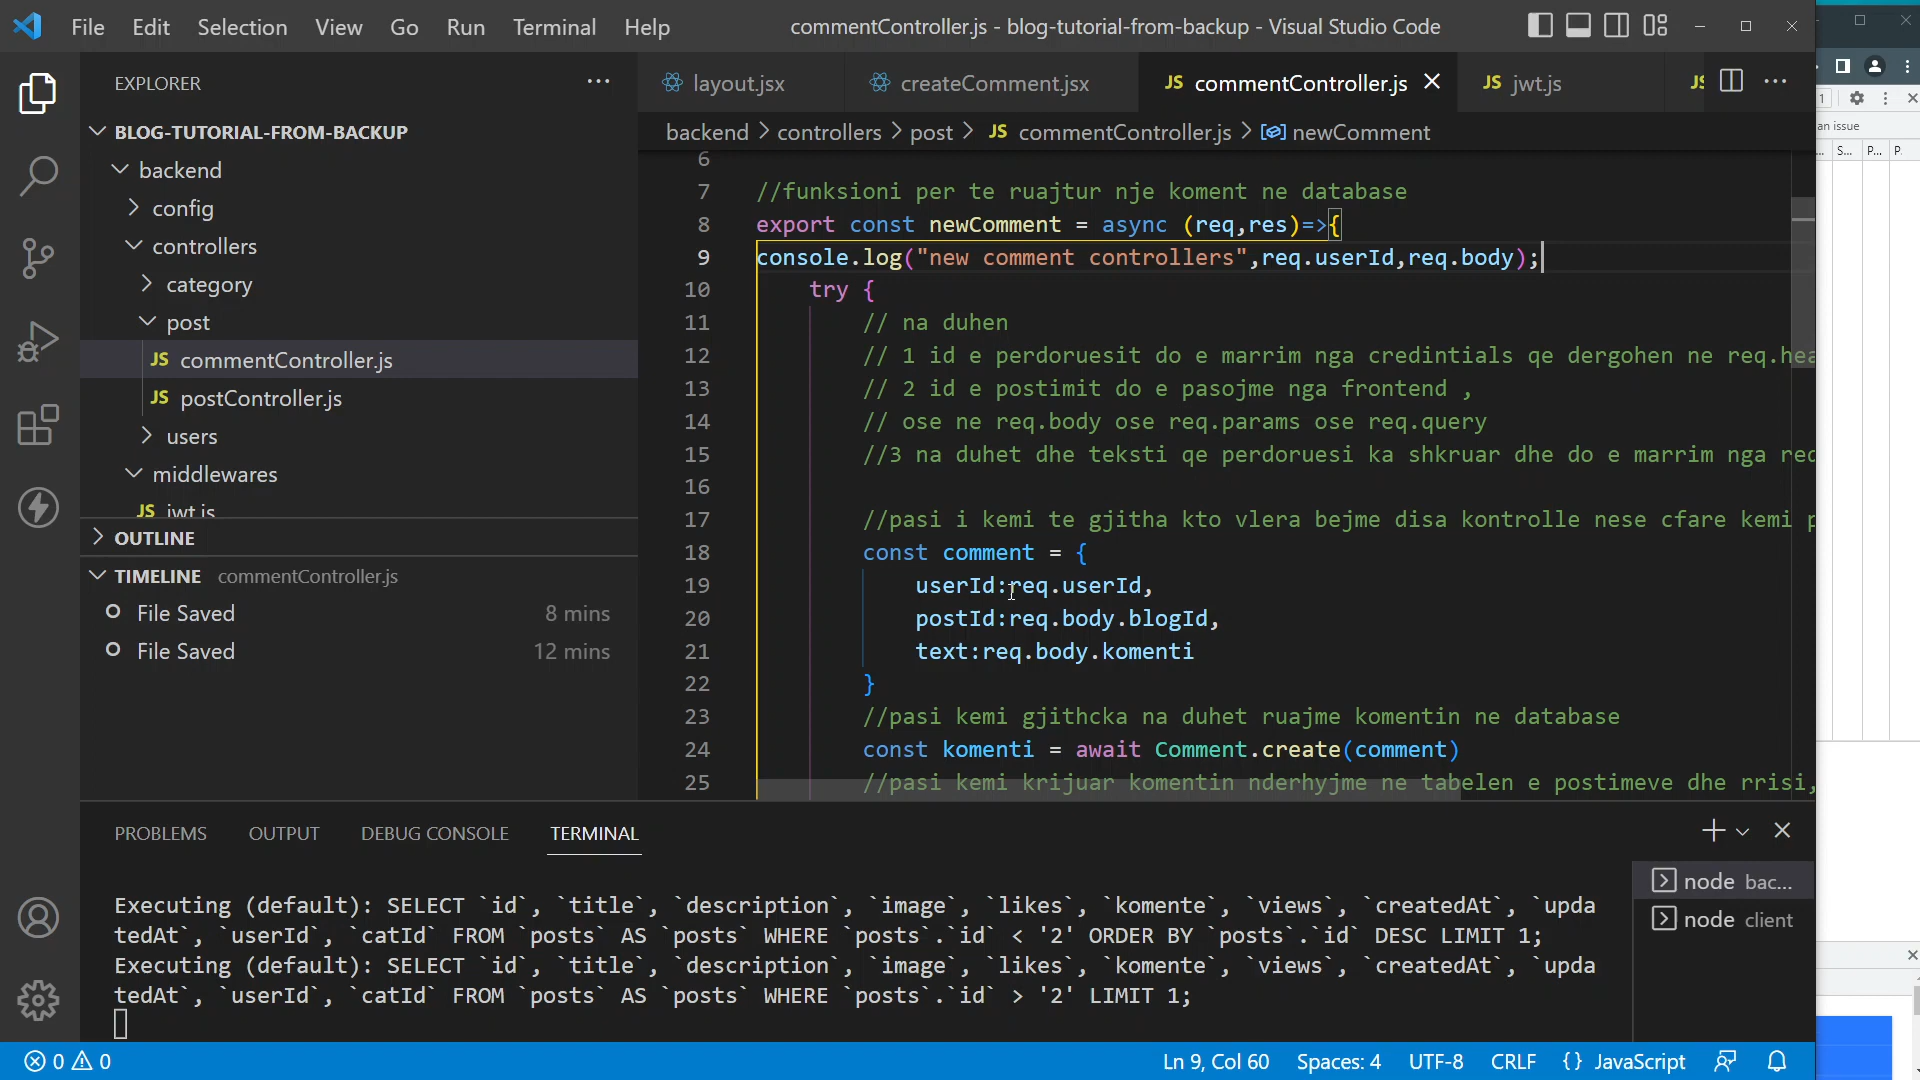 File Edit Selection View Go Run Terminal Help
commentController.js - blog-tutorial-from-backup - Visual Studio Code
EXPLORER
layout.jsx
createComment.jsx
commentController.js
jwt.js
BLOG-TUTORIAL-FROM-BACKUP
backend > controllers > post > JS commentController.js > newComment
backend
config
controllers
category
post
JS commentController.js
JS postController.js
users
middlewares
JS jwt.js
OUTLINE
TIMELINE commentController.js
File Saved 8 mins
File Saved 12 mins
6
7 //funksioni per te ruajtur nje koment ne database
8 export const newComment = async (req,res)=>{
9 console.log("new comment controllers",req.userId,req.body);
10 try {
11 // na duhen
12 // 1 id e perdoruesit do e marrim nga credintials qe dergohen ne req.hea
13 // 2 id e postimit do e pasojme nga frontend ,
14 // ose ne req.body ose req.params ose req.query
15 //3 na duhet dhe teksti qe perdoruesi ka shkruar dhe do e marrim nga req
16
17 //pasi i kemi te gjitha kto vlera bejme disa kontrolle nese cfare kemi p
18 const comment = {
19 userId:req.userId,
20 postId:req.body.blogId,
21 text:req.body.komenti
22 }
23 //pasi kemi gjithcka na duhet ruajme komentin ne database
24 const komenti = await Comment.create(comment)
25 //pasi kemi krijuar komentin nderhyjme ne tabelen e postimeve dhe rrisi,
PROBLEMS OUTPUT DEBUG CONSOLE TERMINAL
Executing (default): SELECT `id`, `title`, `description`, `image`, `likes`, `komente`, `views`, `createdAt`, `upda
tedAt`, `userId`, `catId` FROM `posts` AS `posts` WHERE `posts`.`id` < '2' ORDER BY `posts`.`id` DESC LIMIT 1;
Executing (default): SELECT `id`, `title`, `description`, `image`, `likes`, `komente`, `views`, `createdAt`, `upda
tedAt`, `userId`, `catId` FROM `posts` AS `posts` WHERE `posts`.`id` > '2' LIMIT 1;
node bac...
node client
0 0
Ln 9, Col 60 Spaces: 4 UTF-8 CRLF {} JavaScript
1
an issue
S... P... P